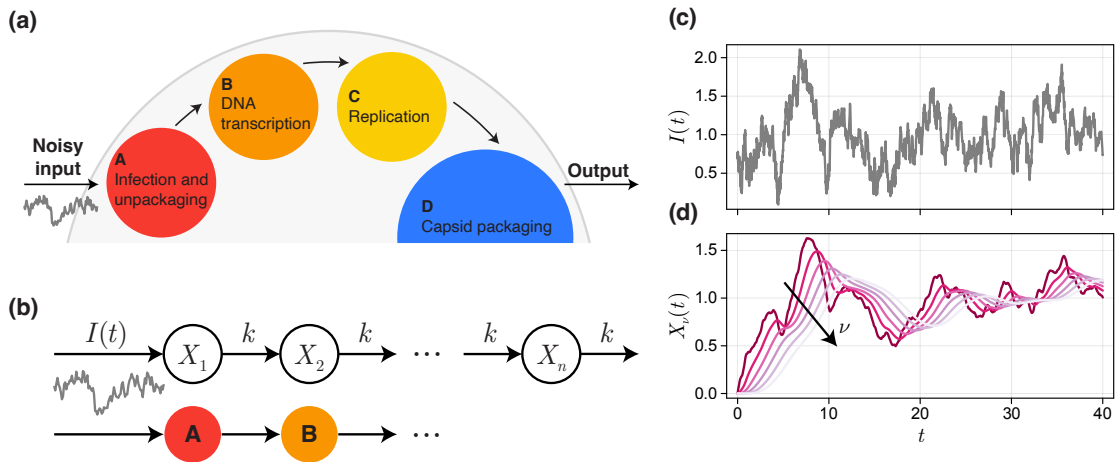 (a)
Noisy
input
A
Infection and
unpackaging
B
DNA
transcription
C
Replication
D
Capsid packaging
Output
(b)
I(t)
X₁
k
X₂
k
...
k
Xₙ
k
A
B
...
(c)
I(t)
2.0
1.5
1.0
0.5
(d)
X_ν(t)
1.5
1.0
0.5
0.0
ν
0
10
20
30
40
t